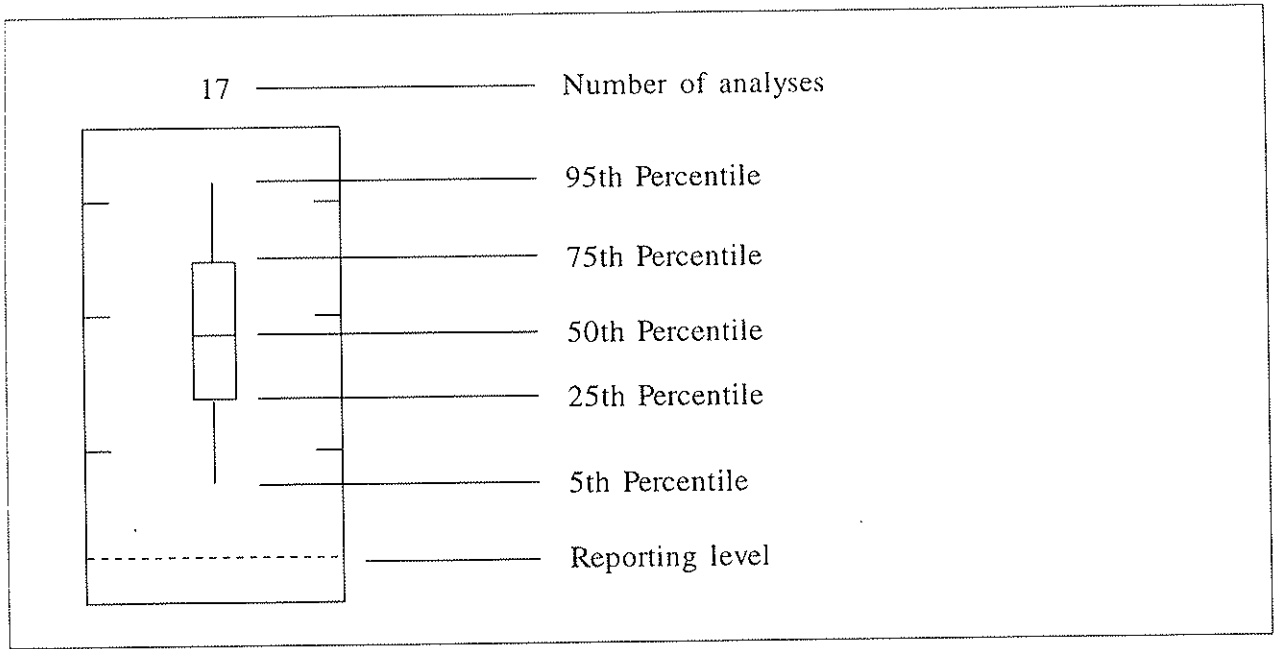 17 Number of analyses
95th Percentile
75th Percentile
50th Percentile
25th Percentile
5th Percentile
Reporting level